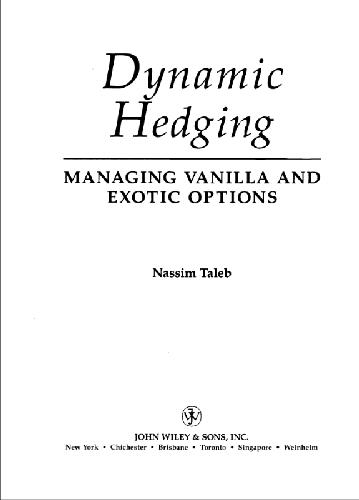 Dynamic
Hedging
MANAGING VANILLA AND
EXOTIC OPTIONS
Nassim Taleb
JOHN WILEY & SONS, INC.
New York • Chichester • Brisbane • Toronto • Singapore • Weinheim